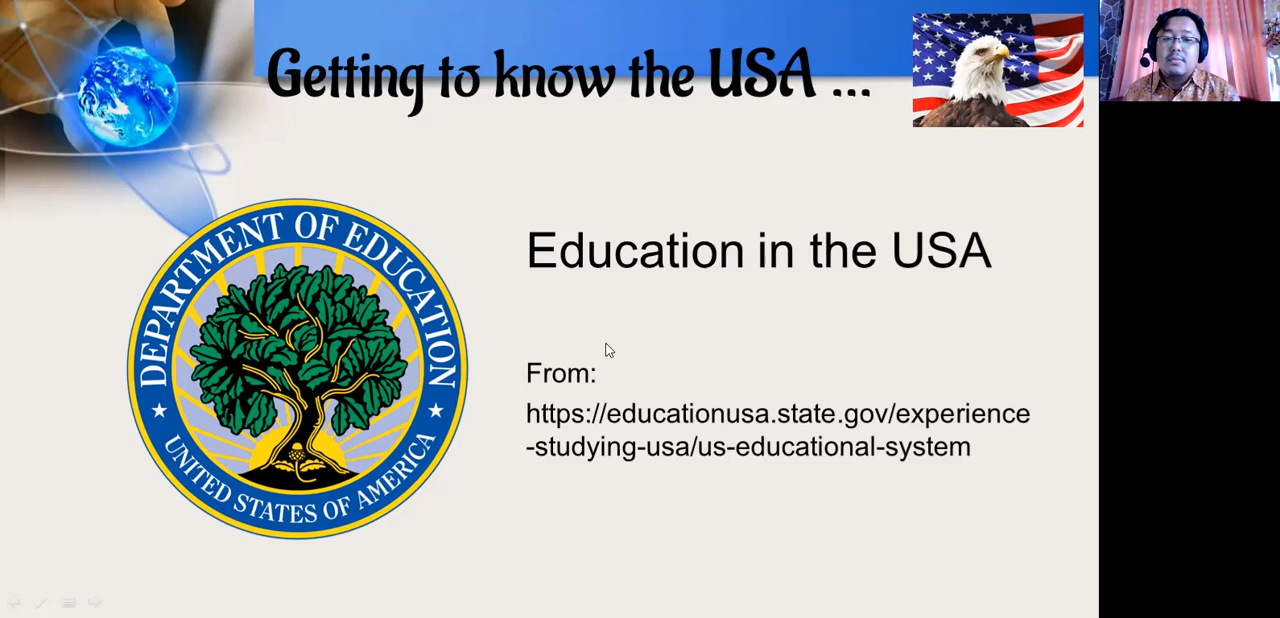 Getting to know the USA ...
DEPARTMENT OF EDUCATION
UNITED STATES OF AMERICA
Education in the USA
From:
https://educationusa.state.gov/experience
-studying-usa/us-educational-system